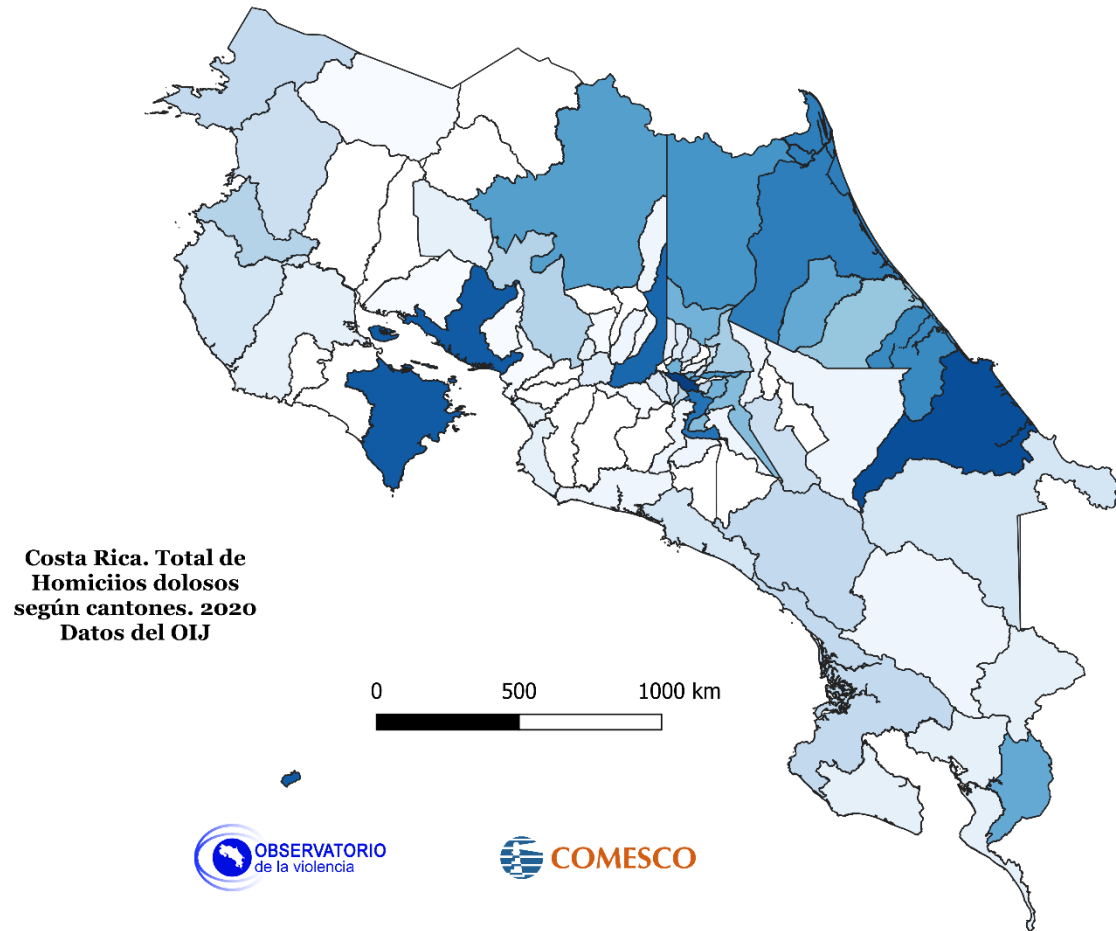 Costa Rica. Total de
Homiciios dolosos
según cantones. 2020
Datos del OIJ
0 500 1000 km
OBSERVATORIO
de la violencia
COMESCO